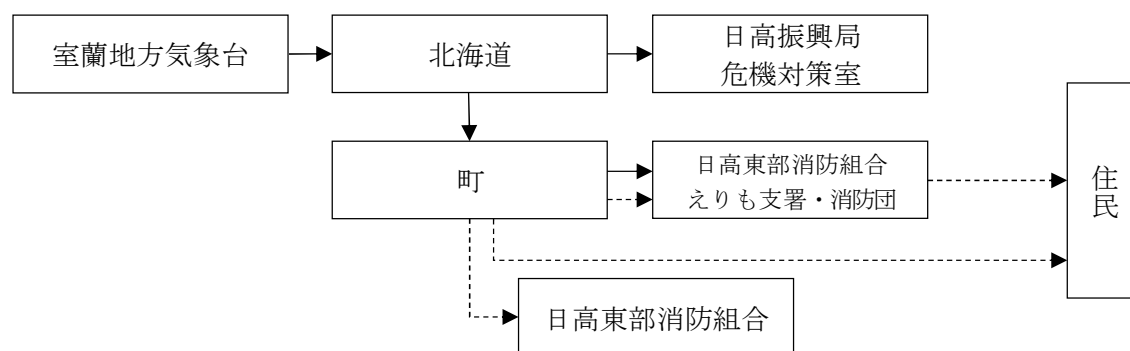 室蘭地方気象台
北海道
日高振興局
危機対策室
町
日高東部消防組合
えりも支署・消防団
住民
日高東部消防組合